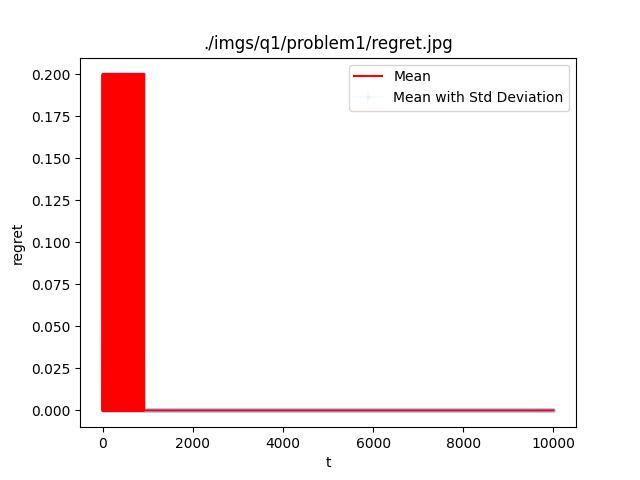 ./imgs/q1/problem1/regret.jpg
Mean
Mean with Std Deviation
0.200
0.175
0.150
0.125
0.100
0.075
0.050
0.025
0.000
regret
0 2000 4000 6000 8000 10000
t